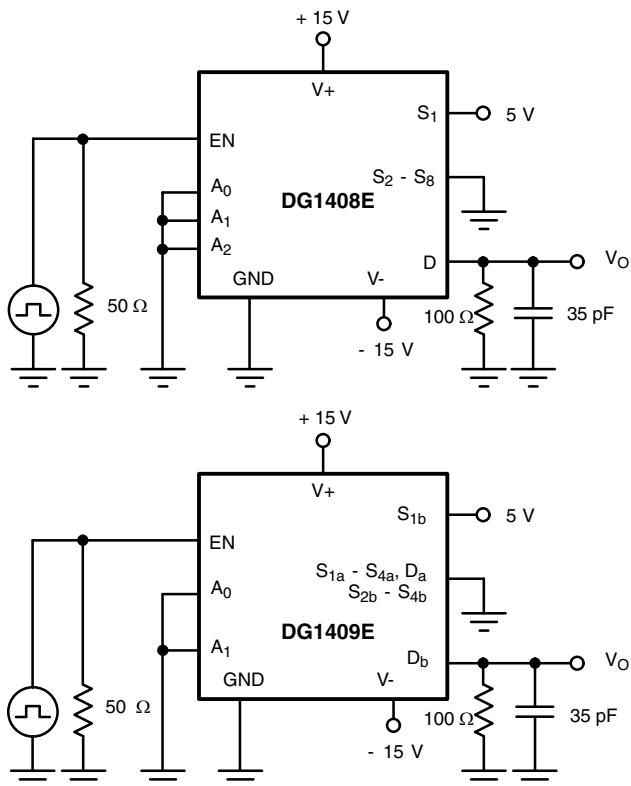 + 15 V
V+
S1
5 V
EN
A0
S2 - S8
DG1408E
A1
A2
D
VO
GND
V-
50 Ω
100 Ω
35 pF
- 15 V
+ 15 V
V+
S1b
5 V
EN
S1a - S4a, Da
A0
S2b - S4b
DG1409E
A1
Db
VO
GND
V-
50 Ω
100 Ω
35 pF
- 15 V